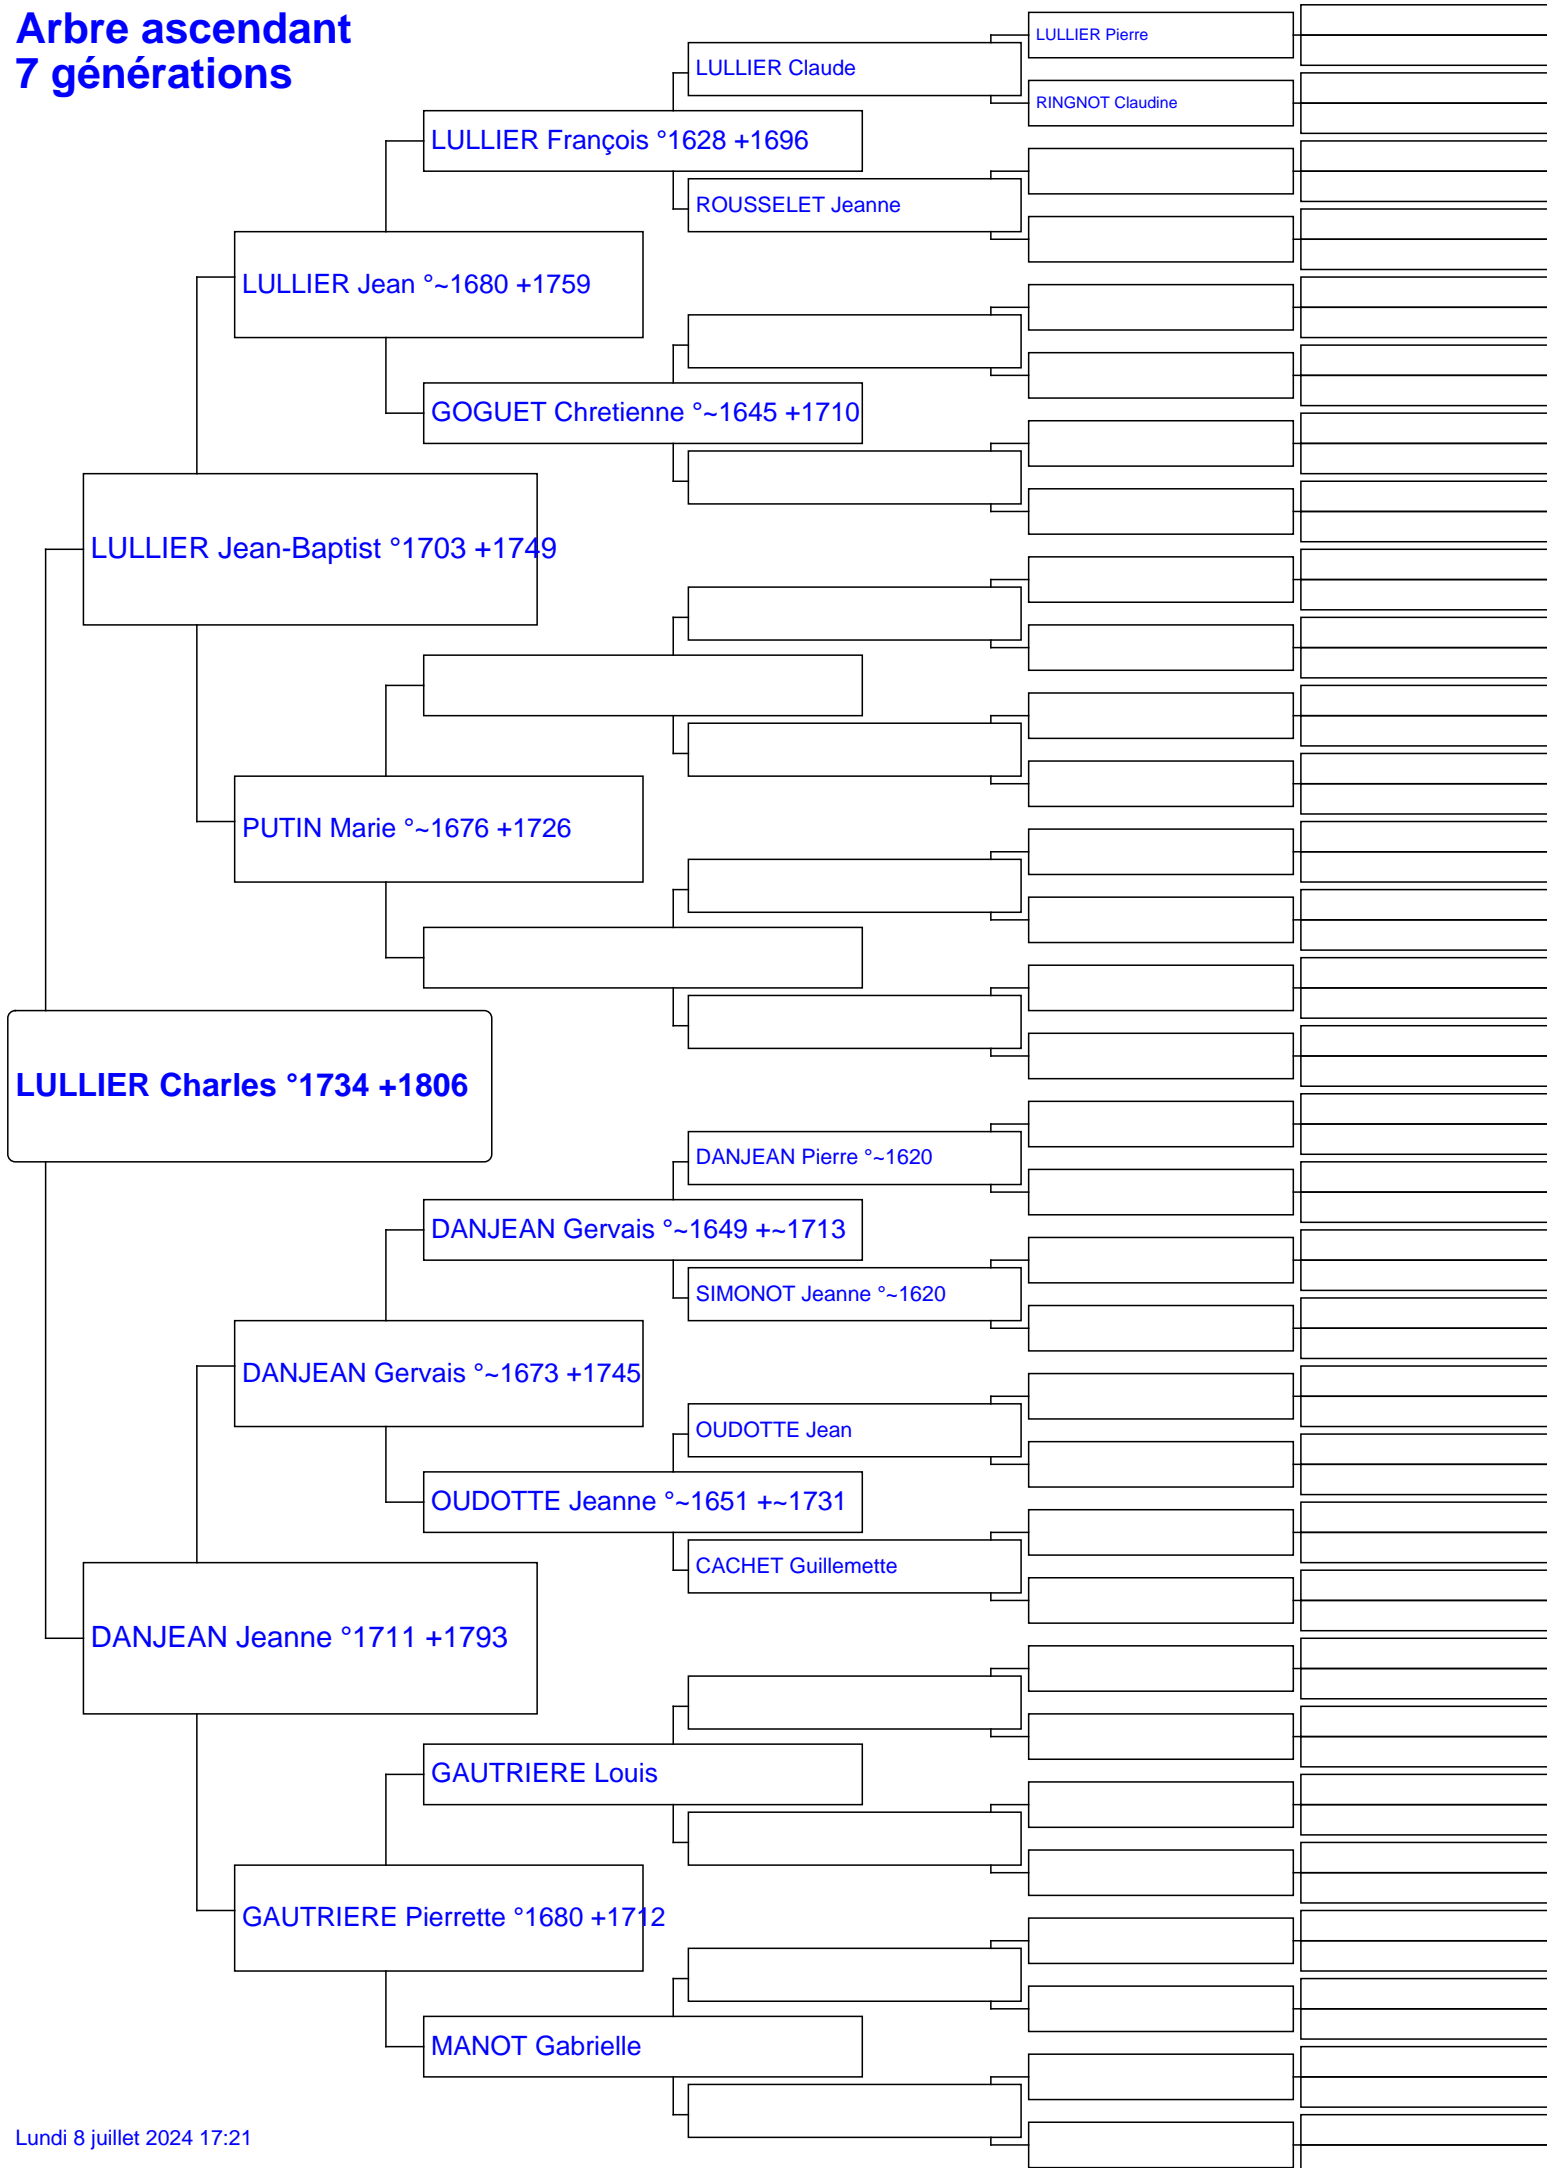 Arbre ascendant
7 générations
LULLIER Pierre
LULLIER Claude
RINGNOT Claudine
LULLIER François °1628 +1696
ROUSSELET Jeanne
LULLIER Jean °~1680 +1759
GOGUET Chretienne °~1645 +1710
LULLIER Jean-Baptist °1703 +1749
PUTIN Marie °~1676 +1726
LULLIER Charles °1734 +1806
DANJEAN Pierre °~1620
DANJEAN Gervais °~1649 +~1713
SIMONOT Jeanne °~1620
DANJEAN Gervais °~1673 +1745
OUDOTTE Jean
OUDOTTE Jeanne °~1651 +~1731
CACHET Guillemette
DANJEAN Jeanne °1711 +1793
GAUTRIERE Louis
GAUTRIERE Pierrette °1680 +1712
MANOT Gabrielle
Lundi 8 juillet 2024 17:21